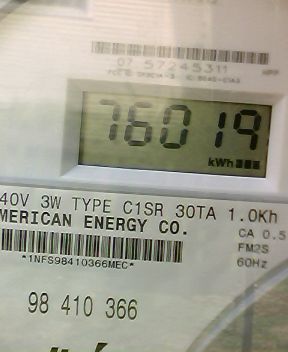 07 57245311
76019
kWh
40V 3W TYPE C1SR 30TA 1.0Kh
MERICAN ENERGY CO.
CA 0.5
FM2S
60Hz
*1NFS98410366MEC*
98 410 366